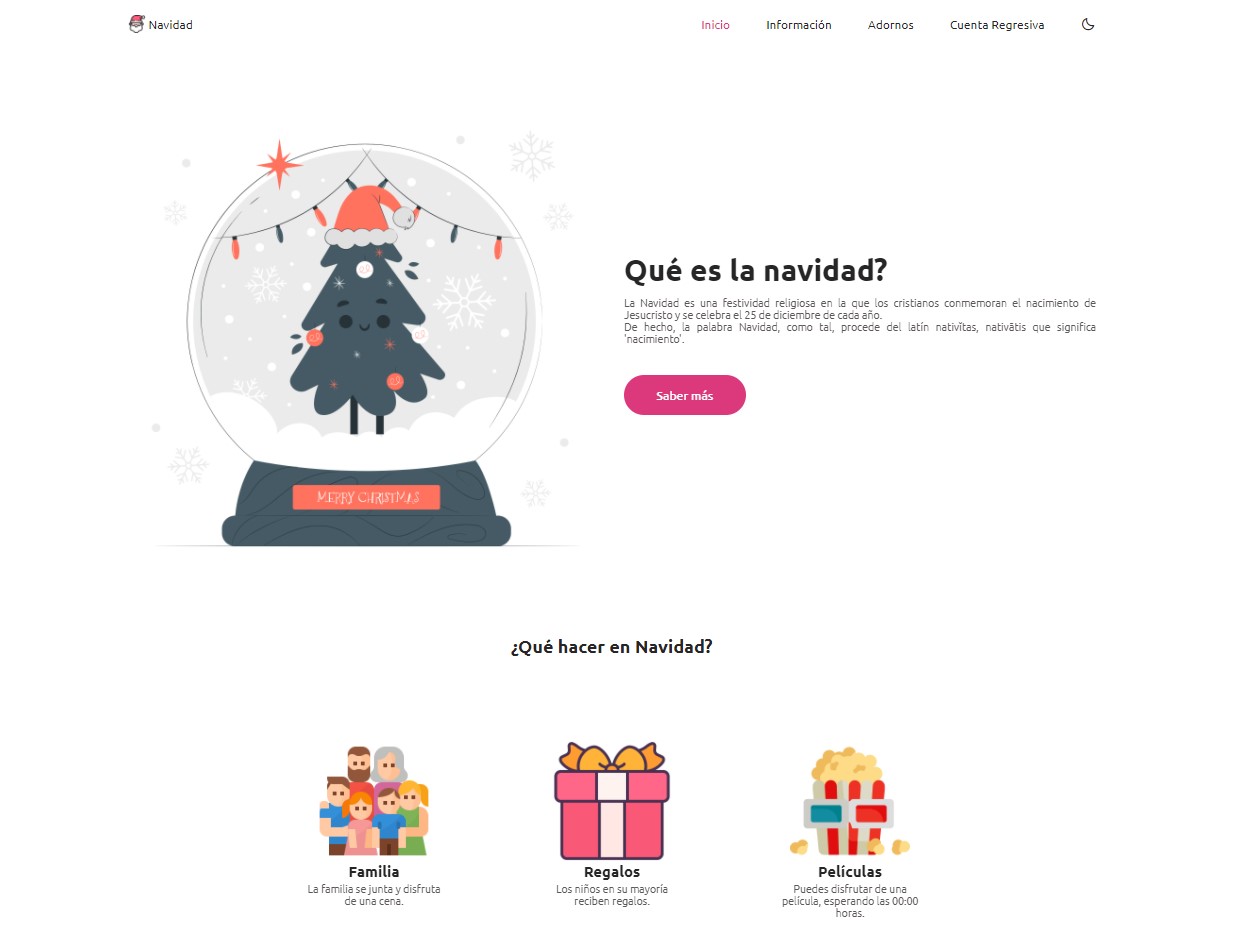 Navidad
Inicio
Información
Adornos
Cuenta Regresiva
Qué es la navidad?
La Navidad es una festividad religiosa en la que los cristianos conmemoran el nacimiento de
Jesucristo y se celebra el 25 de diciembre de cada año.
De hecho, la palabra Navidad, como tal, procede del latín nativĭtas, nativātis que significa
'nacimiento'.
Saber más
MERRY CHRISTMAS
¿Qué hacer en Navidad?
Familia
La familia se junta y disfruta
de una cena.
Regalos
Los niños en su mayoría
reciben regalos.
Películas
Puedes disfrutar de una
película, esperando las 00:00
horas.